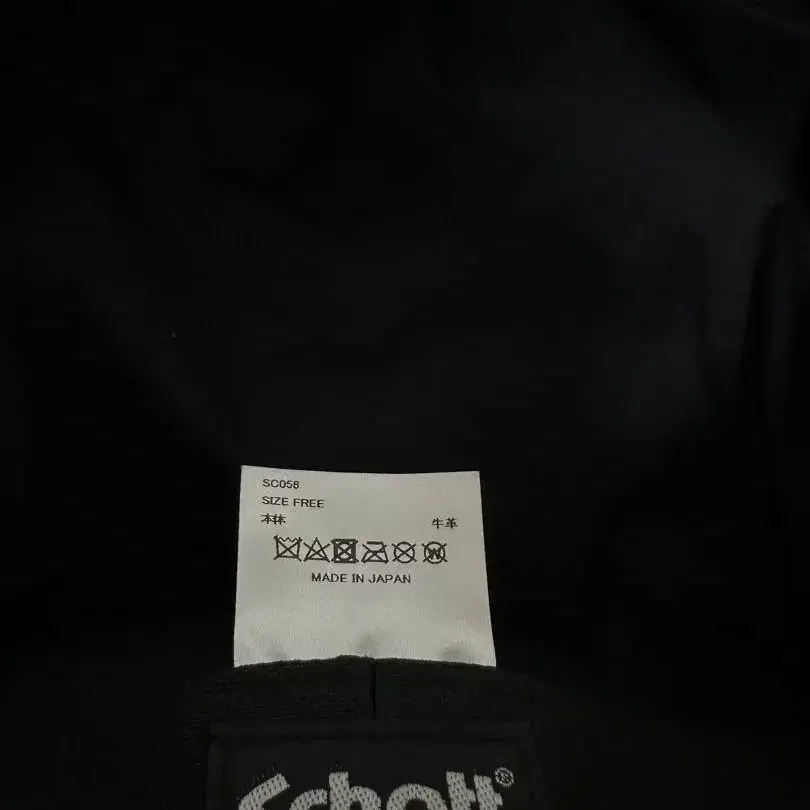 SC058
SIZE FREE
本体 牛革
W
MADE IN JAPAN
Schott®